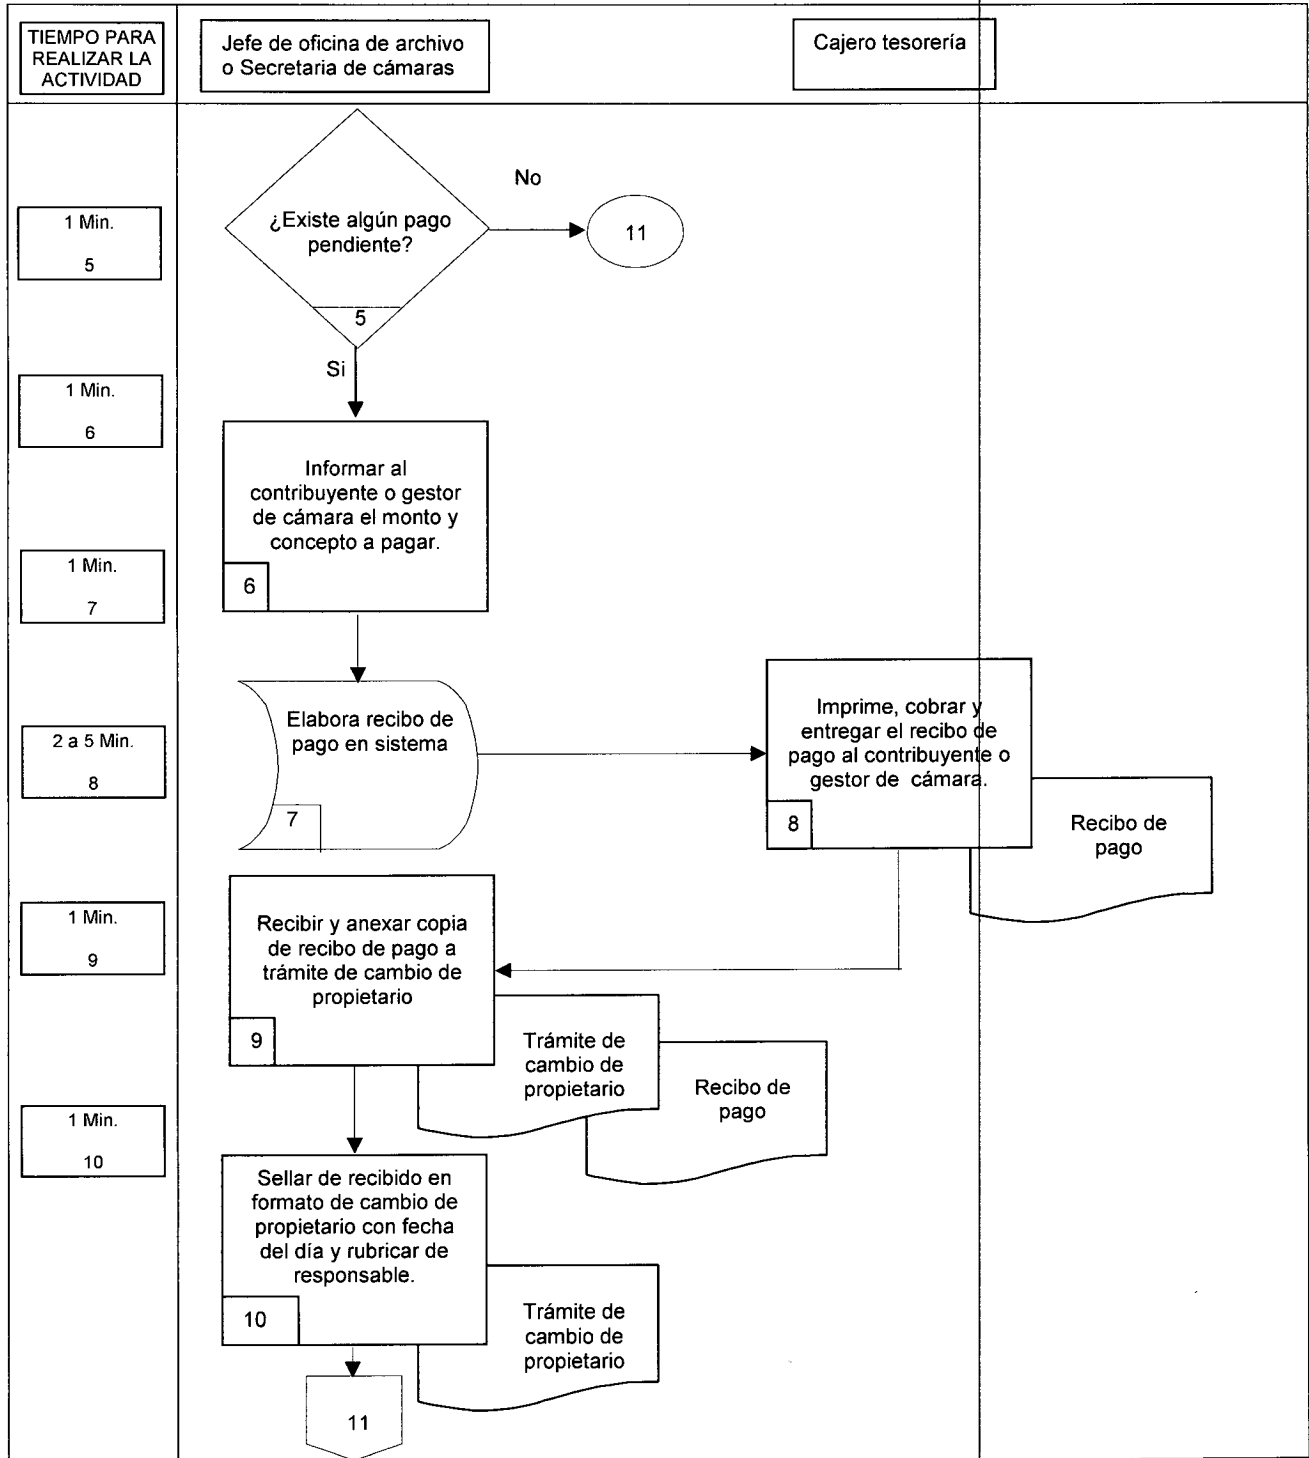 TIEMPO PARA
REALIZAR LA
ACTIVIDAD
Jefe de oficina de archivo
o Secretaria de cámaras
Cajero tesorería
1 Min.
5
¿Existe algún pago
pendiente?
5
No
11
Si
1 Min.
6
Informar al
contribuyente o gestor
de cámara el monto y
concepto a pagar.
6
1 Min.
7
Elabora recibo de
pago en sistema
7
2 a 5 Min.
8
Imprime, cobrar y
entregar el recibo de
pago al contribuyente o
gestor de cámara.
8
Recibo de
pago
1 Min.
9
Recibir y anexar copia
de recibo de pago a
trámite de cambio de
propietario
9
Trámite de
cambio de
propietario
Recibo de
pago
1 Min.
10
Sellar de recibido en
formato de cambio de
propietario con fecha
del día y rubricar de
responsable.
10
Trámite de
cambio de
propietario
11